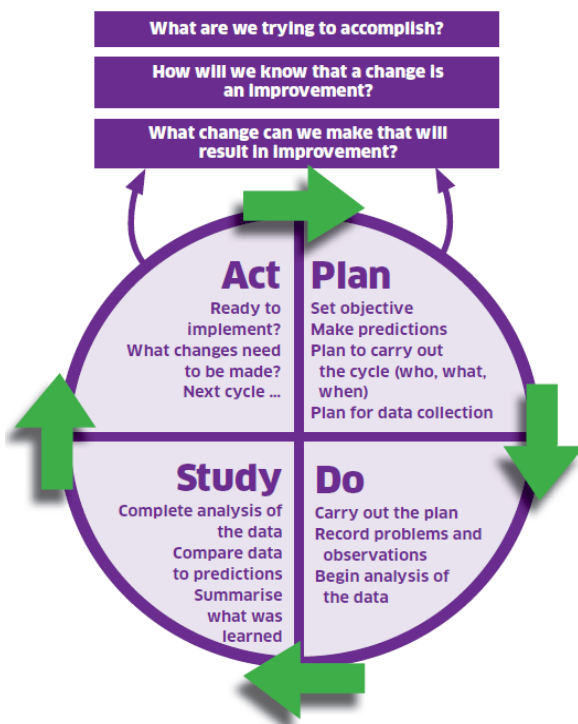 What are we trying to accomplish?
How will we know that a change is
an improvement?
What change can we make that will
result in improvement?
Act
Ready to
implement?
What changes need
to be made?
Next cycle ...
Plan
Set objective
Make predictions
Plan to carry out
the cycle (who, what,
when)
Plan for data collection
Study
Complete analysis of
the data
Compare data
to predictions
Summarise
what was
learned
Do
Carry out the plan
Record problems and
observations
Begin analysis of
the data